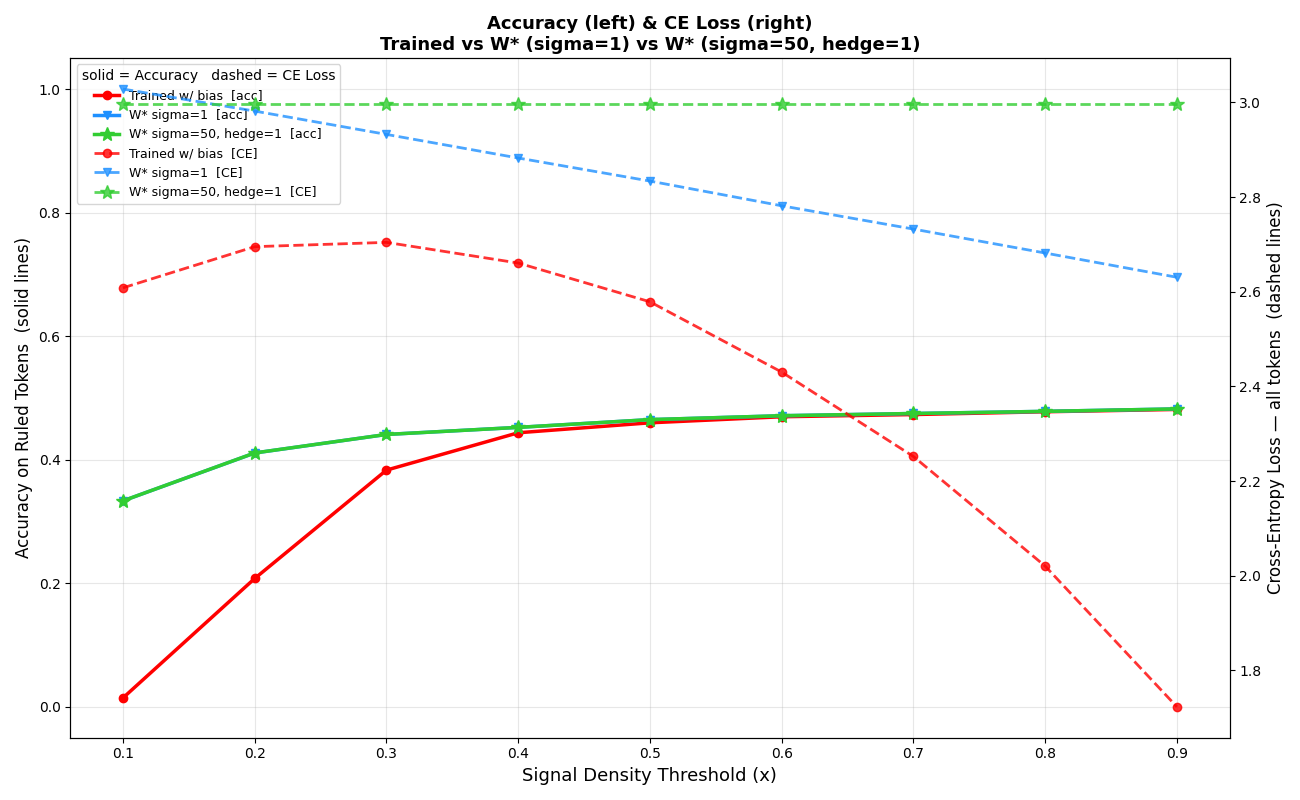 Accuracy (left) & CE Loss (right)
Trained vs W* (sigma=1) vs W* (sigma=50, hedge=1)
solid = Accuracy   dashed = CE Loss
Trained w/ bias  [acc]
W* sigma=1  [acc]
W* sigma=50, hedge=1  [acc]
Trained w/ bias  [CE]
W* sigma=1  [CE]
W* sigma=50, hedge=1  [CE]
Accuracy on Ruled Tokens  (solid lines)
1.0
0.8
0.6
0.4
0.2
0.0
3.0
2.8
2.6
2.4
2.2
2.0
1.8
Cross-Entropy Loss — all tokens  (dashed lines)
0.1 0.2 0.3 0.4 0.5 0.6 0.7 0.8 0.9
Signal Density Threshold (x)